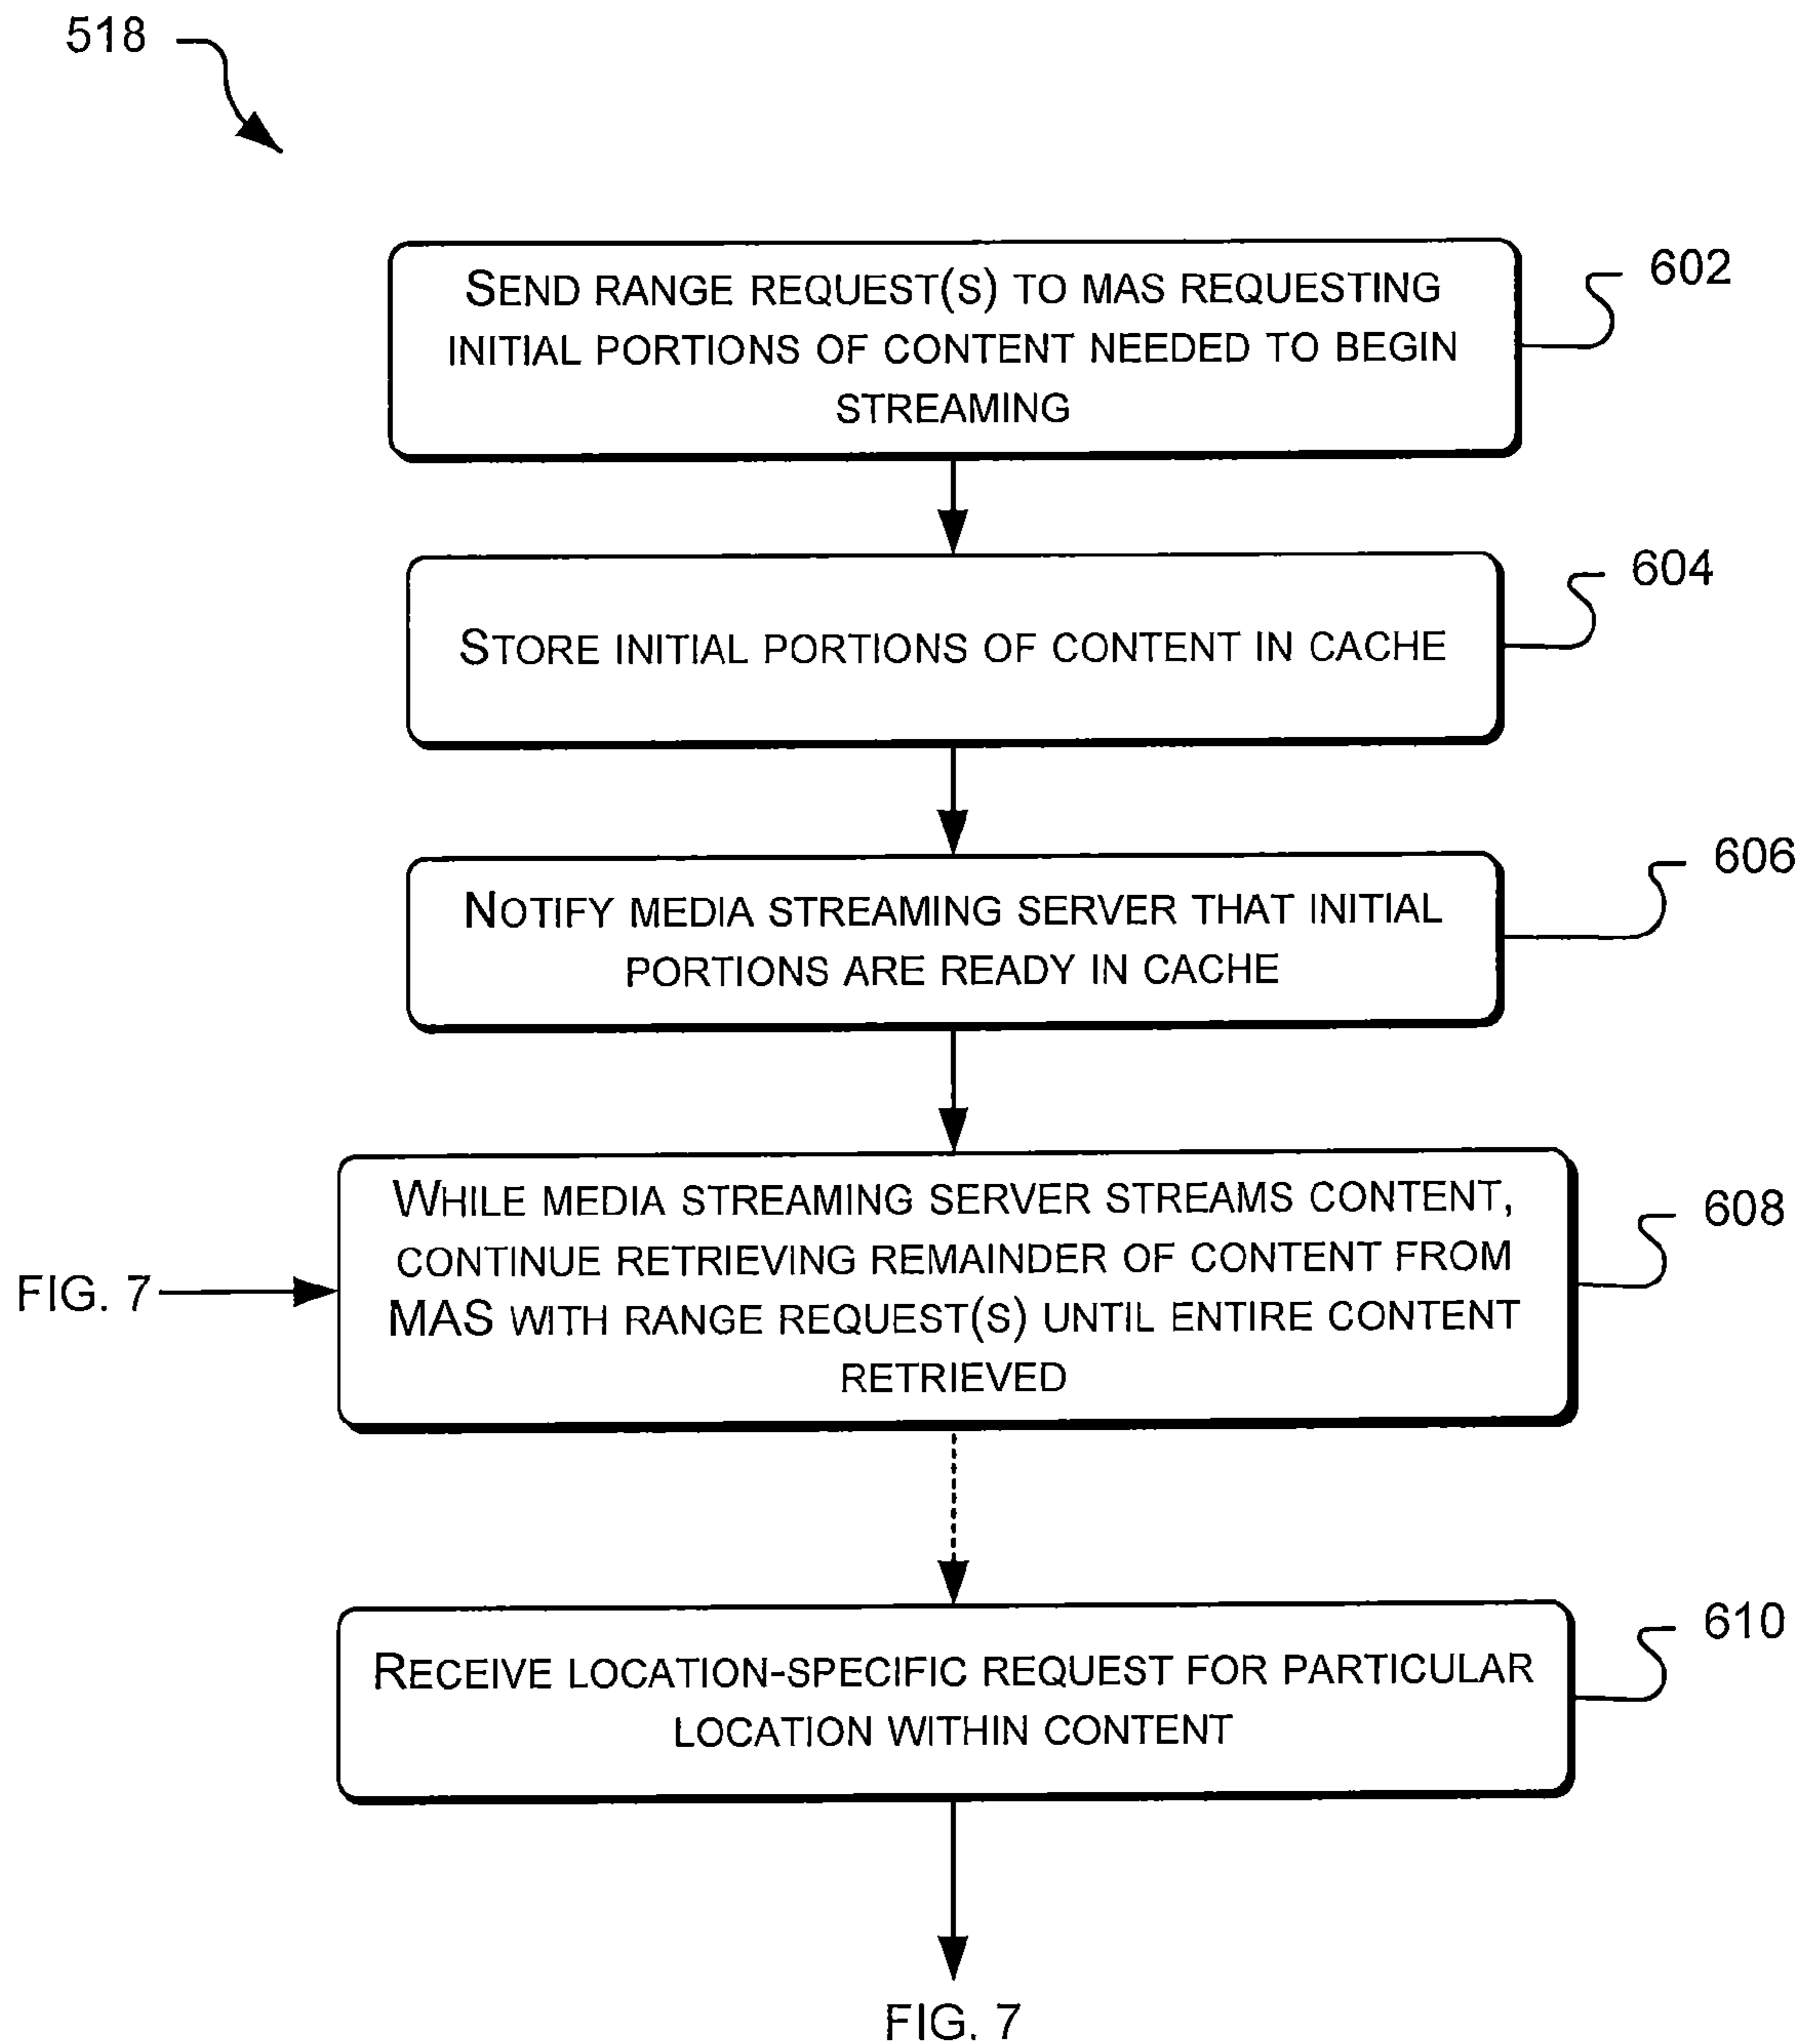 518
SEND RANGE REQUEST(S) TO MAS REQUESTING
INITIAL PORTIONS OF CONTENT NEEDED TO BEGIN
STREAMING
602
STORE INITIAL PORTIONS OF CONTENT IN CACHE
604
NOTIFY MEDIA STREAMING SERVER THAT INITIAL
PORTIONS ARE READY IN CACHE
606
WHILE MEDIA STREAMING SERVER STREAMS CONTENT,
CONTINUE RETRIEVING REMAINDER OF CONTENT FROM
MAS WITH RANGE REQUEST(S) UNTIL ENTIRE CONTENT
RETRIEVED
608
FIG. 7
RECEIVE LOCATION-SPECIFIC REQUEST FOR PARTICULAR
LOCATION WITHIN CONTENT
610
FIG. 7